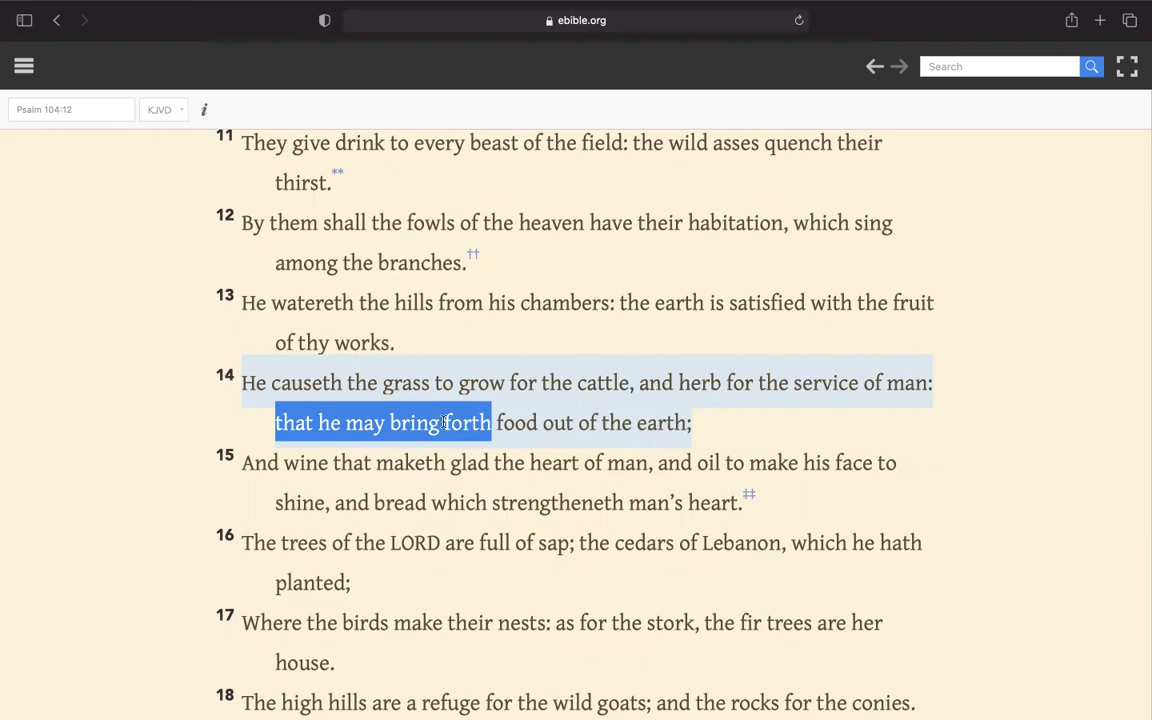 ebible.org
Search
Psalm 104:12 KJVD i
11 They give drink to every beast of the field: the wild asses quench their
thirst.**
12 By them shall the fowls of the heaven have their habitation, which sing
among the branches.††
13 He watereth the hills from his chambers: the earth is satisfied with the fruit
of thy works.
14 He causeth the grass to grow for the cattle, and herb for the service of man:
that he may bring forth food out of the earth;
15 And wine that maketh glad the heart of man, and oil to make his face to
shine, and bread which strengtheneth man’s heart.‡‡
16 The trees of the LORD are full of sap; the cedars of Lebanon, which he hath
planted;
17 Where the birds make their nests: as for the stork, the fir trees are her
house.
18 The high hills are a refuge for the wild goats; and the rocks for the conies.